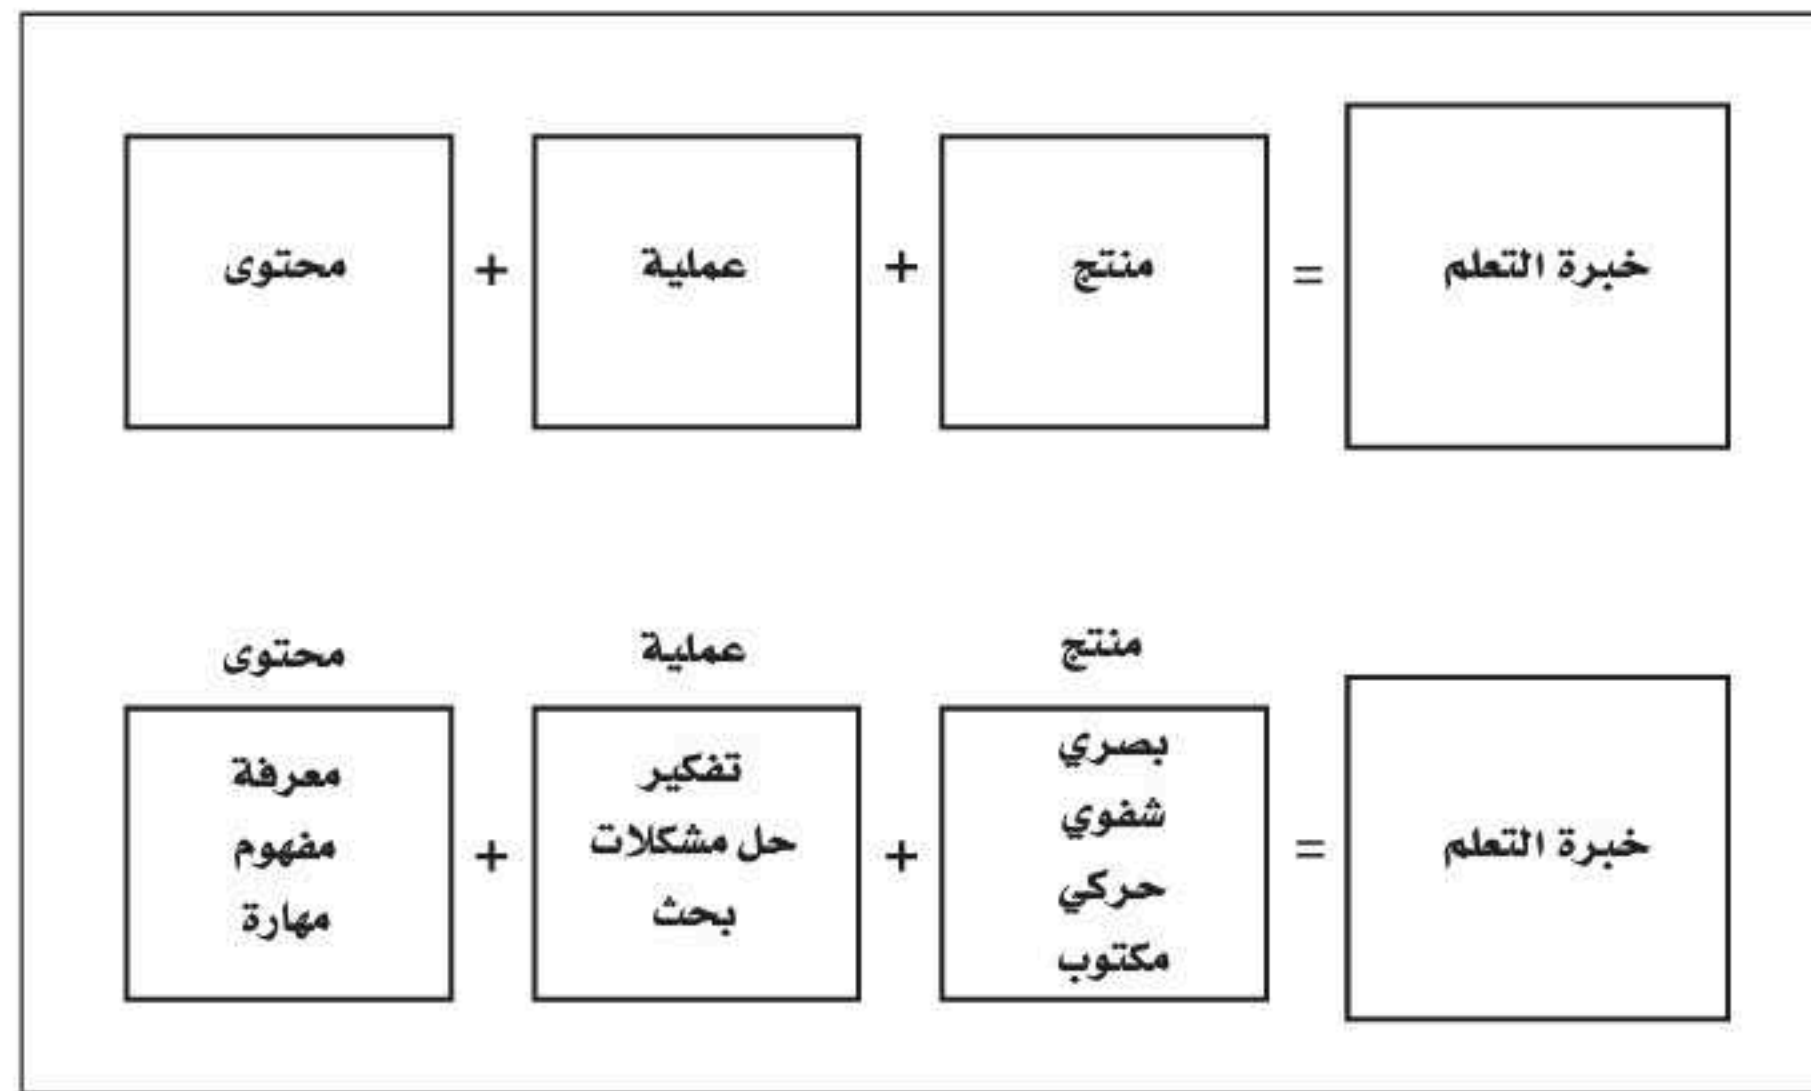 محتوى + عملية + منتج = خبرة التعلم
محتوى عملية منتج
معرفة
مفهوم
مهارة
+
تفكير
حل مشكلات
بحث
+
بصري
شفوي
حركي
مكتوب
=
خبرة التعلم